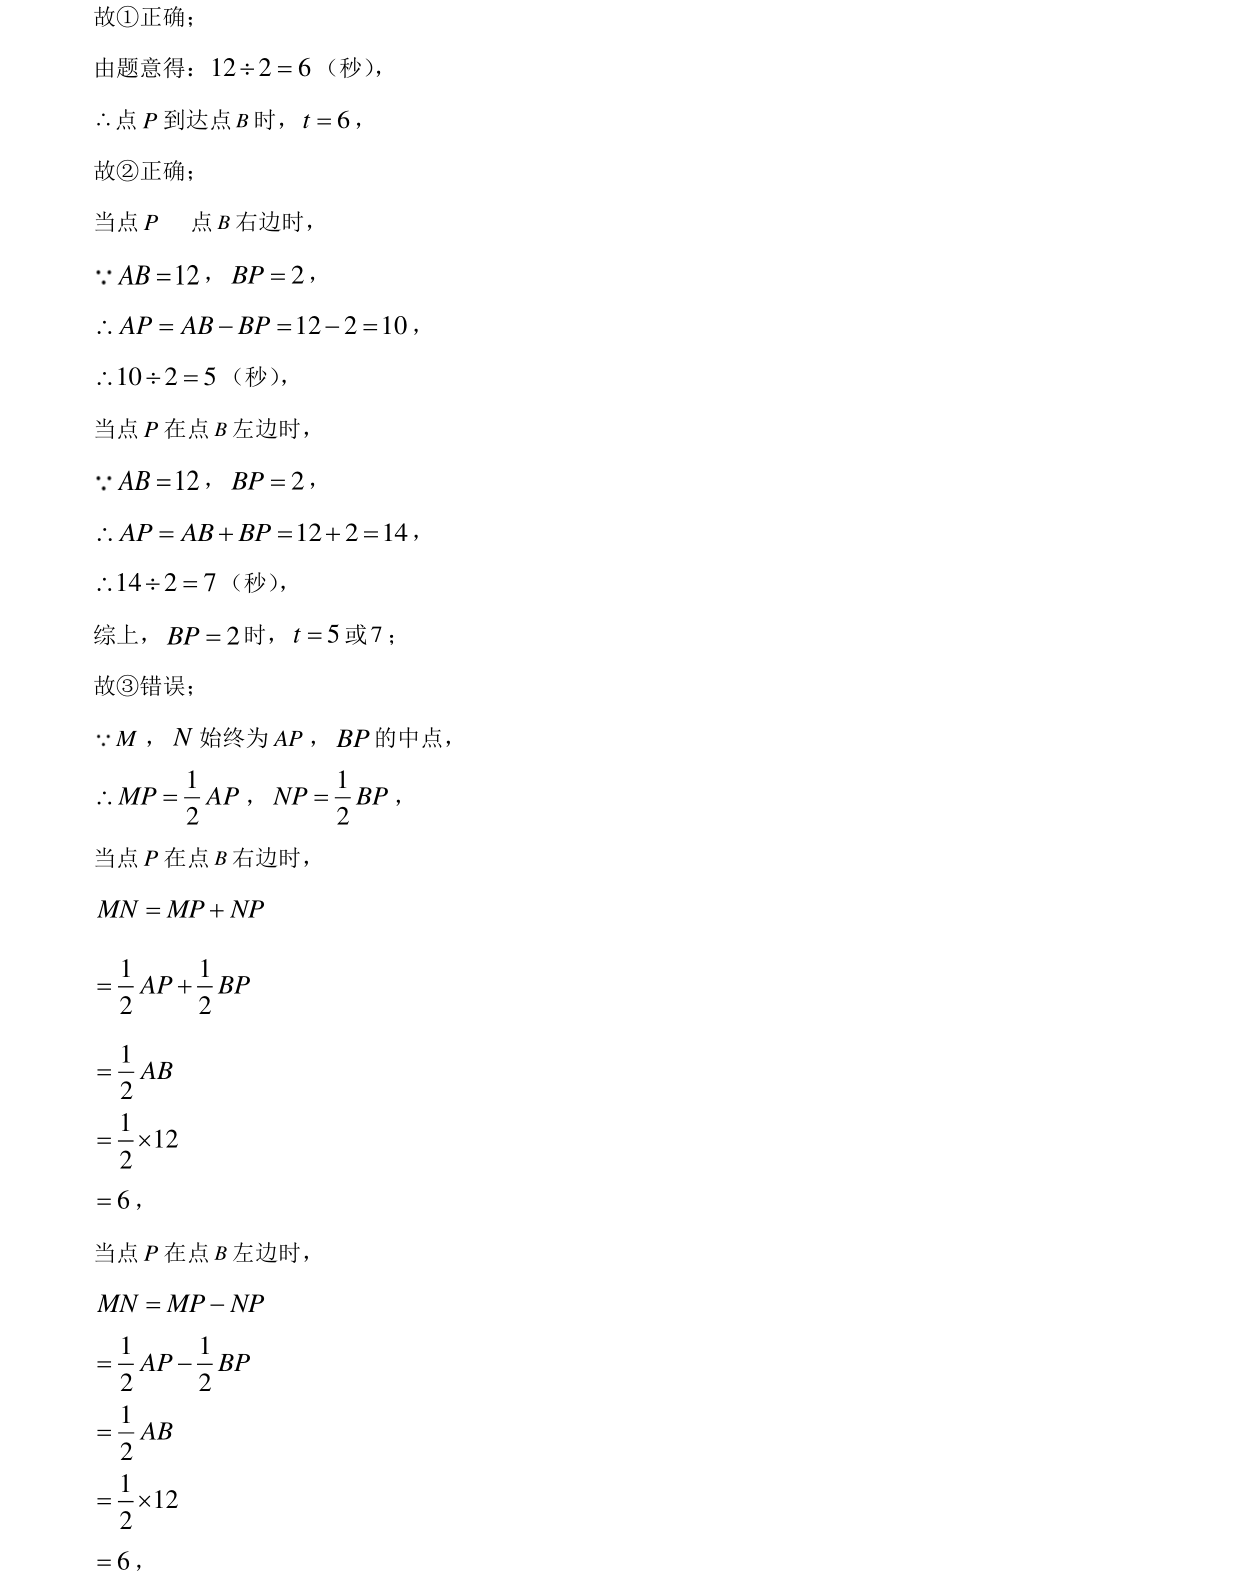 故①正确；
由题意得：12÷2=6（秒），
∴点P到达点B时，t=6，
故②正确；
当点P 点B右边时，
∵AB=12，BP=2，
∴AP=AB−BP=12−2=10，
∴10÷2=5（秒），
当点P在点B左边时，
∵AB=12，BP=2，
∴AP=AB+BP=12+2=14，
∴14÷2=7（秒），
综上，BP=2时，t=5或7；
故③错误；
∵M，N始终为AP，BP的中点，
∴MP=1/2AP，NP=1/2BP，
当点P在点B右边时，
MN=MP+NP
=1/2AP+1/2BP
=1/2AB
=1/2×12
=6，
当点P在点B左边时，
MN=MP−NP
=1/2AP−1/2BP
=1/2AB
=1/2×12
=6，